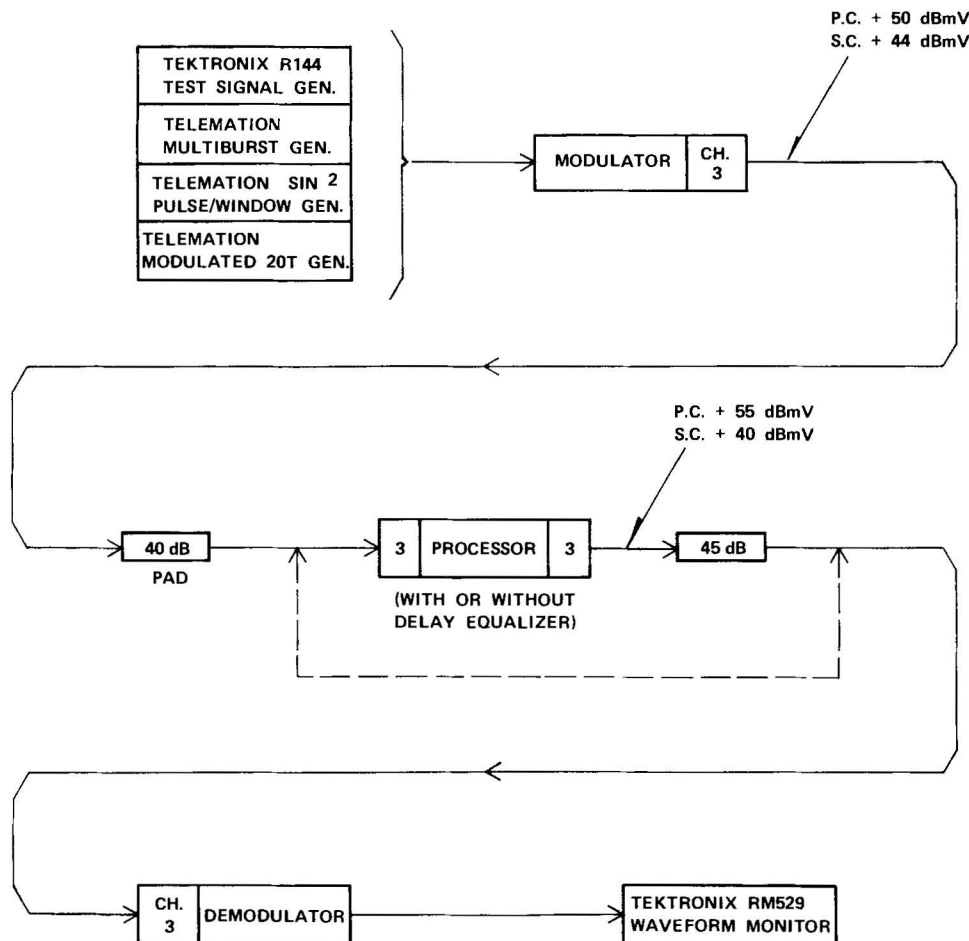 P.C. + 50 dBmV
S.C. + 44 dBmV
TEKTRONIX R144
TEST SIGNAL GEN.
TELEMATION
MULTIBURST GEN.
TELEMATION SIN 2
PULSE/WINDOW GEN.
TELEMATION
MODULATED 20T GEN.
MODULATOR
CH.
3
P.C. + 55 dBmV
S.C. + 40 dBmV
40 dB
PAD
3
PROCESSOR
3
(WITH OR WITHOUT
DELAY EQUALIZER)
45 dB
CH.
3
DEMODULATOR
TEKTRONIX RM529
WAVEFORM MONITOR